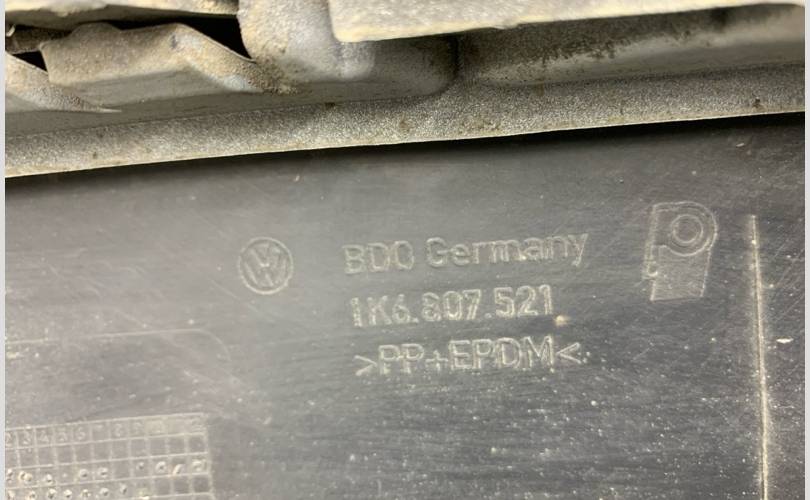 BDO Germany
1K6.807.521
>PP+EPDM<